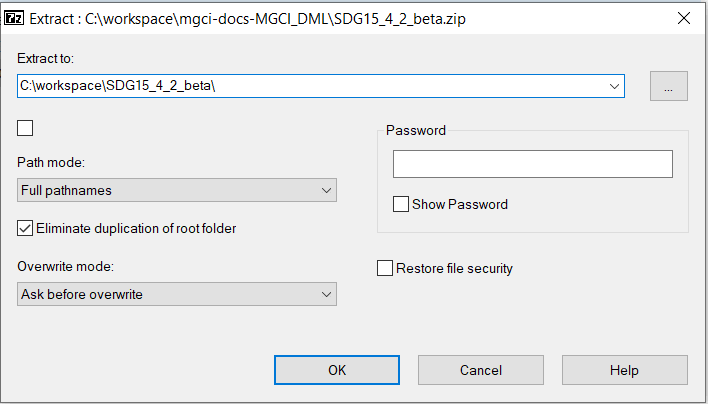 7z Extract : C:\workspace\mgci-docs-MGCI_DML\SDG15_4_2_beta.zip
Extract to:
C:\workspace\SDG15_4_2_beta\
...
Password
Path mode:
Full pathnames
Show Password
Eliminate duplication of root folder
Overwrite mode:
Restore file security
Ask before overwrite
OK Cancel Help